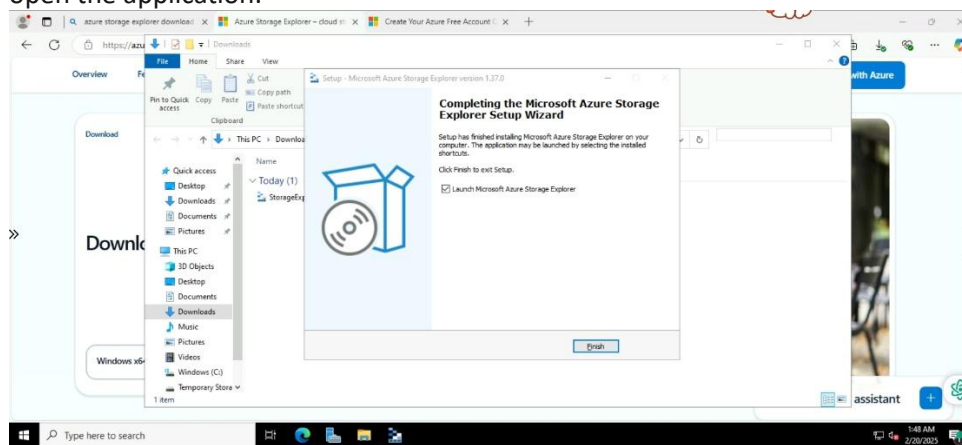 open the application.
azure storage explorer download
Azure Storage Explorer – cloud st
Create Your Azure Free Account
https://azu
Downloads
File Home Share View
Pin to Quick access
Copy
Paste
Cut
Copy path
Paste shortcut
Clipboard
This PC > Downloa
Overview
with Azure
Download
Downlo
Windows x64
Name
Today (1)
StorageExp
Quick access
Desktop
Downloads
Documents
Pictures
This PC
3D Objects
Desktop
Documents
Downloads
Music
Pictures
Videos
Windows (C:)
Temporary Stora
1 item
Setup - Microsoft Azure Storage Explorer version 1.37.0
Completing the Microsoft Azure Storage
Explorer Setup Wizard
Setup has finished installing Microsoft Azure Storage Explorer on your
computer. The application may be launched by selecting the installed
shortcuts.
Click Finish to exit Setup.
Launch Microsoft Azure Storage Explorer
Finish
assistant
Type here to search
1:48 AM
2/20/2025